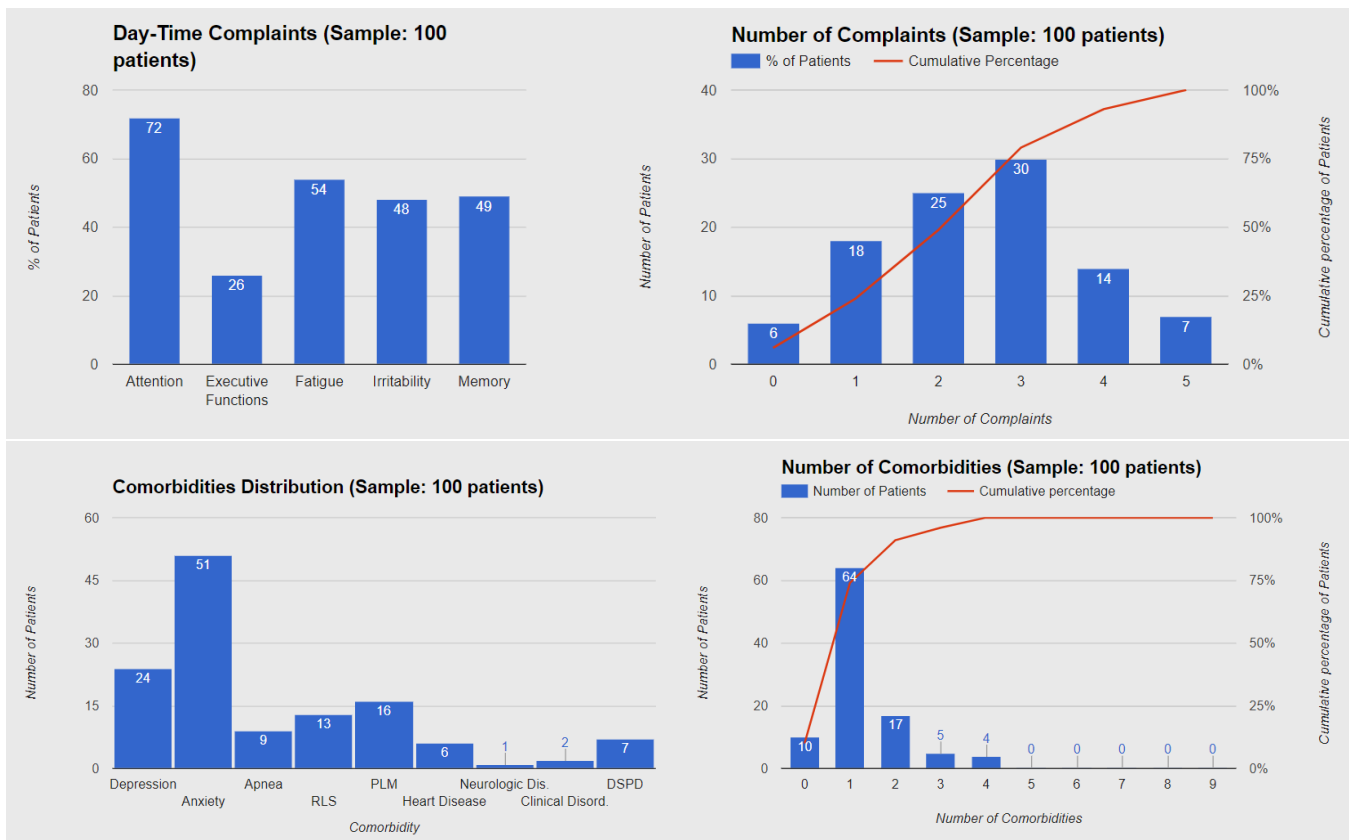 Day-Time Complaints (Sample: 100
patients)
80
60
40
20
0
% of Patients
72
26
54
48
49
Attention
Executive
Functions
Fatigue
Irritability
Memory
Number of Complaints (Sample: 100 patients)
% of Patients
Cumulative Percentage
40
30
20
10
0
Number of Patients
6
18
25
30
14
7
100%
75%
50%
25%
0%
Cumulative percentage of Patients
0
1
2
3
4
5
Number of Complaints
Comorbidities Distribution (Sample: 100 patients)
60
45
30
15
0
Number of Patients
24
51
9
13
16
6
1
2
7
Depression
Anxiety
Apnea
RLS
PLM
Heart Disease
Neurologic Dis.
Clinical Disord.
DSPD
Comorbidity
Number of Comorbidities (Sample: 100 patients)
Number of Patients
Cumulative percentage
80
60
40
20
0
Number of Patients
10
64
17
5
4
0
0
0
0
0
100%
75%
50%
25%
0%
Cumulative percentage of Patients
0
1
2
3
4
5
6
7
8
9
Number of Comorbidities